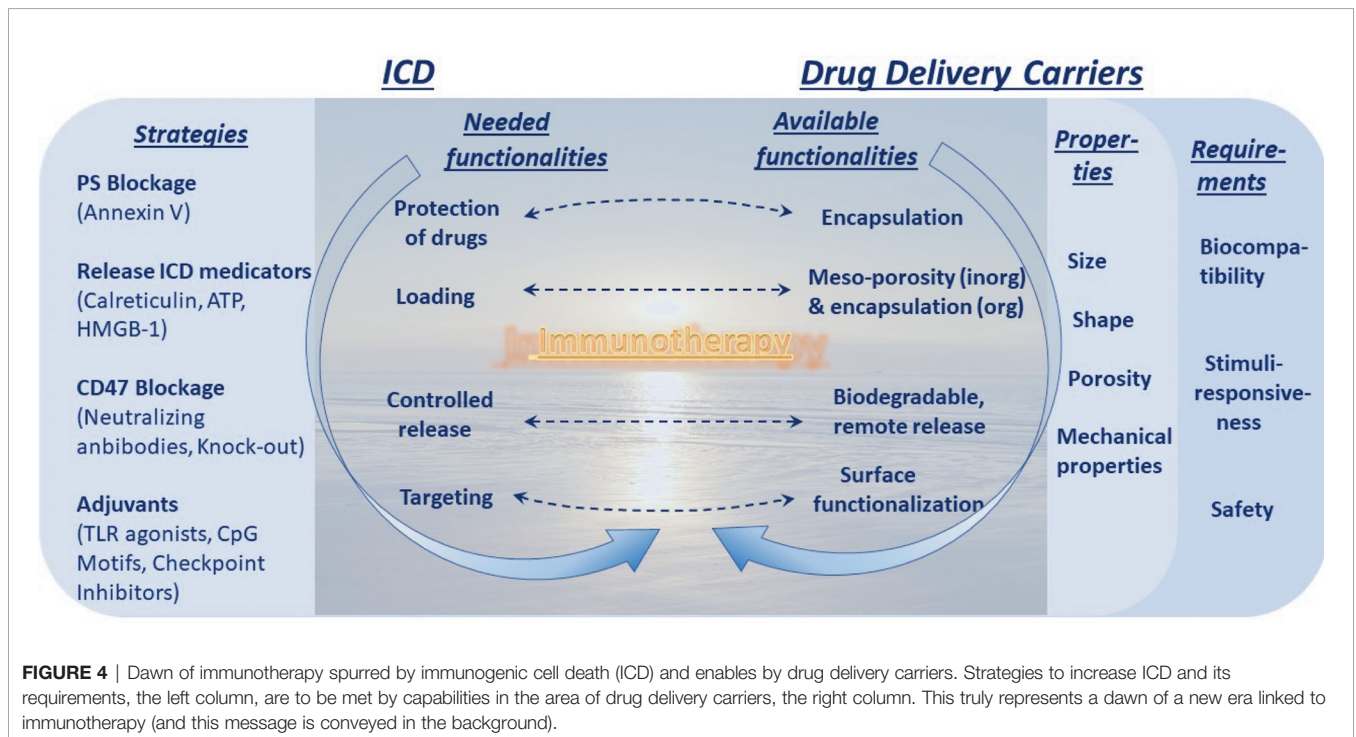 ICD
Drug Delivery Carriers
Strategies
PS Blockage
(Annexin V)
Release ICD medicators
(Calreticulin, ATP,
HMGB-1)
CD47 Blockage
(Neutralizing
anbibodies, Knock-out)
Adjuvants
(TLR agonists, CpG
Motifs, Checkpoint
Inhibitors)
Needed
functionalities
Protection
of drugs
Loading
Controlled
release
Targeting
Immunotherapy
Available
functionalities
Encapsulation
Meso-porosity (inorg)
& encapsulation (org)
Biodegradable,
remote release
Surface
functionalization
Proper-
ties
Size
Shape
Porosity
Mechanical
properties
Require-
ments
Biocompa-
tibility
Stimuli-
responsive-
ness
Safety
FIGURE 4 | Dawn of immunotherapy spurred by immunogenic cell death (ICD) and enables by drug delivery carriers. Strategies to increase ICD and its
requirements, the left column, are to be met by capabilities in the area of drug delivery carriers, the right column. This truly represents a dawn of a new era linked to
immunotherapy (and this message is conveyed in the background).